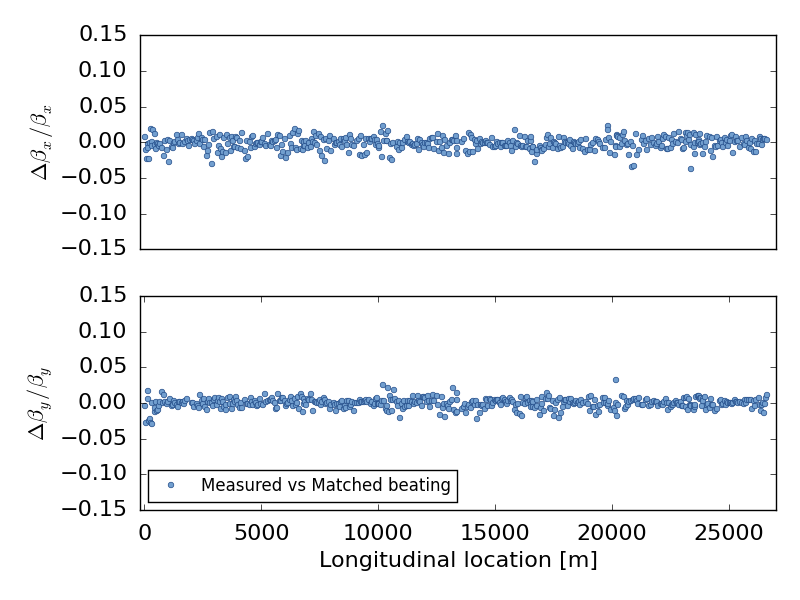 0.15
0.10
0.05
0.00
−0.05
−0.10
−0.15
Δβx/βx
0.15
0.10
0.05
0.00
−0.05
−0.10
−0.15
Δβy/βy
Measured vs Matched beating
0 5000 10000 15000 20000 25000
Longitudinal location [m]